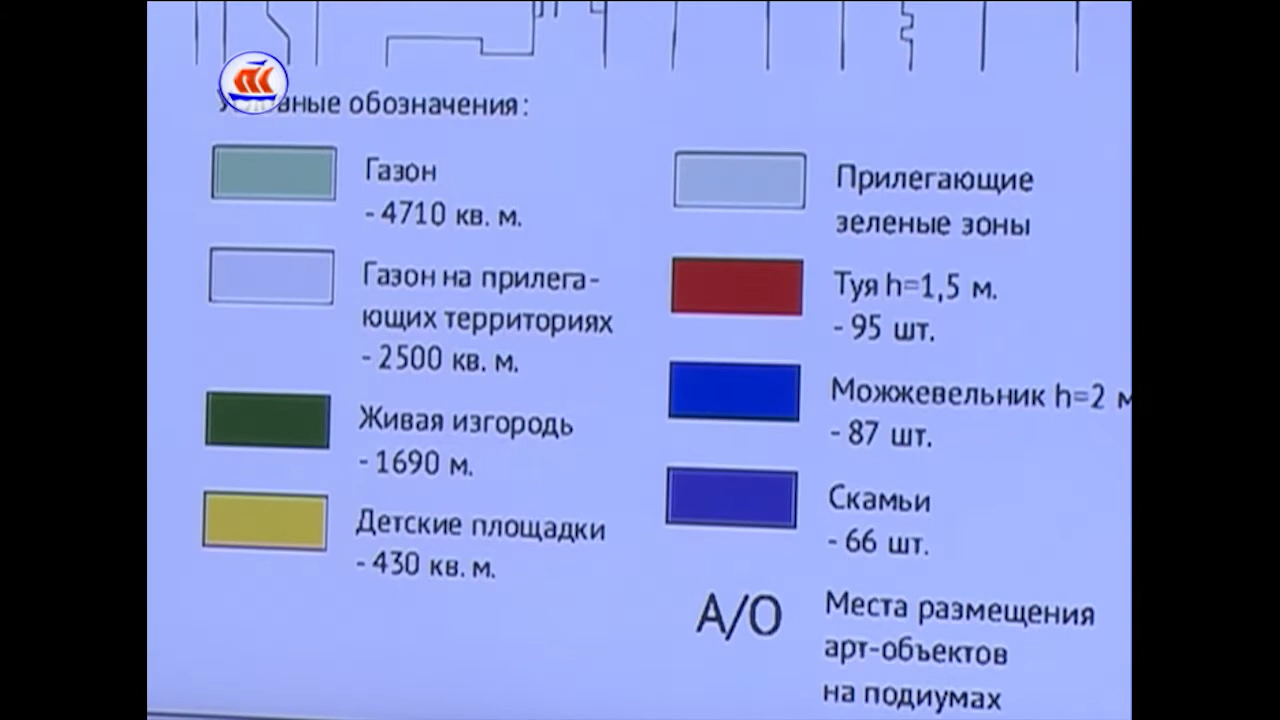 обозначения:
Газон
- 4710 кв. м.
Газон на прилега-
ющих территориях
- 2500 кв. м.
Живая изгородь
- 1690 м.
Детские площадки
- 430 кв. м.
Прилегающие
зеленые зоны
Туя h=1,5 м.
- 95 шт.
Можжевельник h=2 м
- 87 шт.
Скамьи
- 66 шт.
А/О
Места размещения
арт-объектов
на подиумах